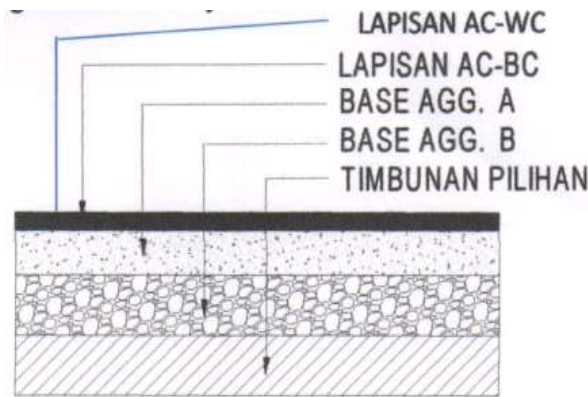 LAPISAN AC-WC
LAPISAN AC-BC
BASE AGG. A
BASE AGG. B
TIMBUNAN PILIHAN